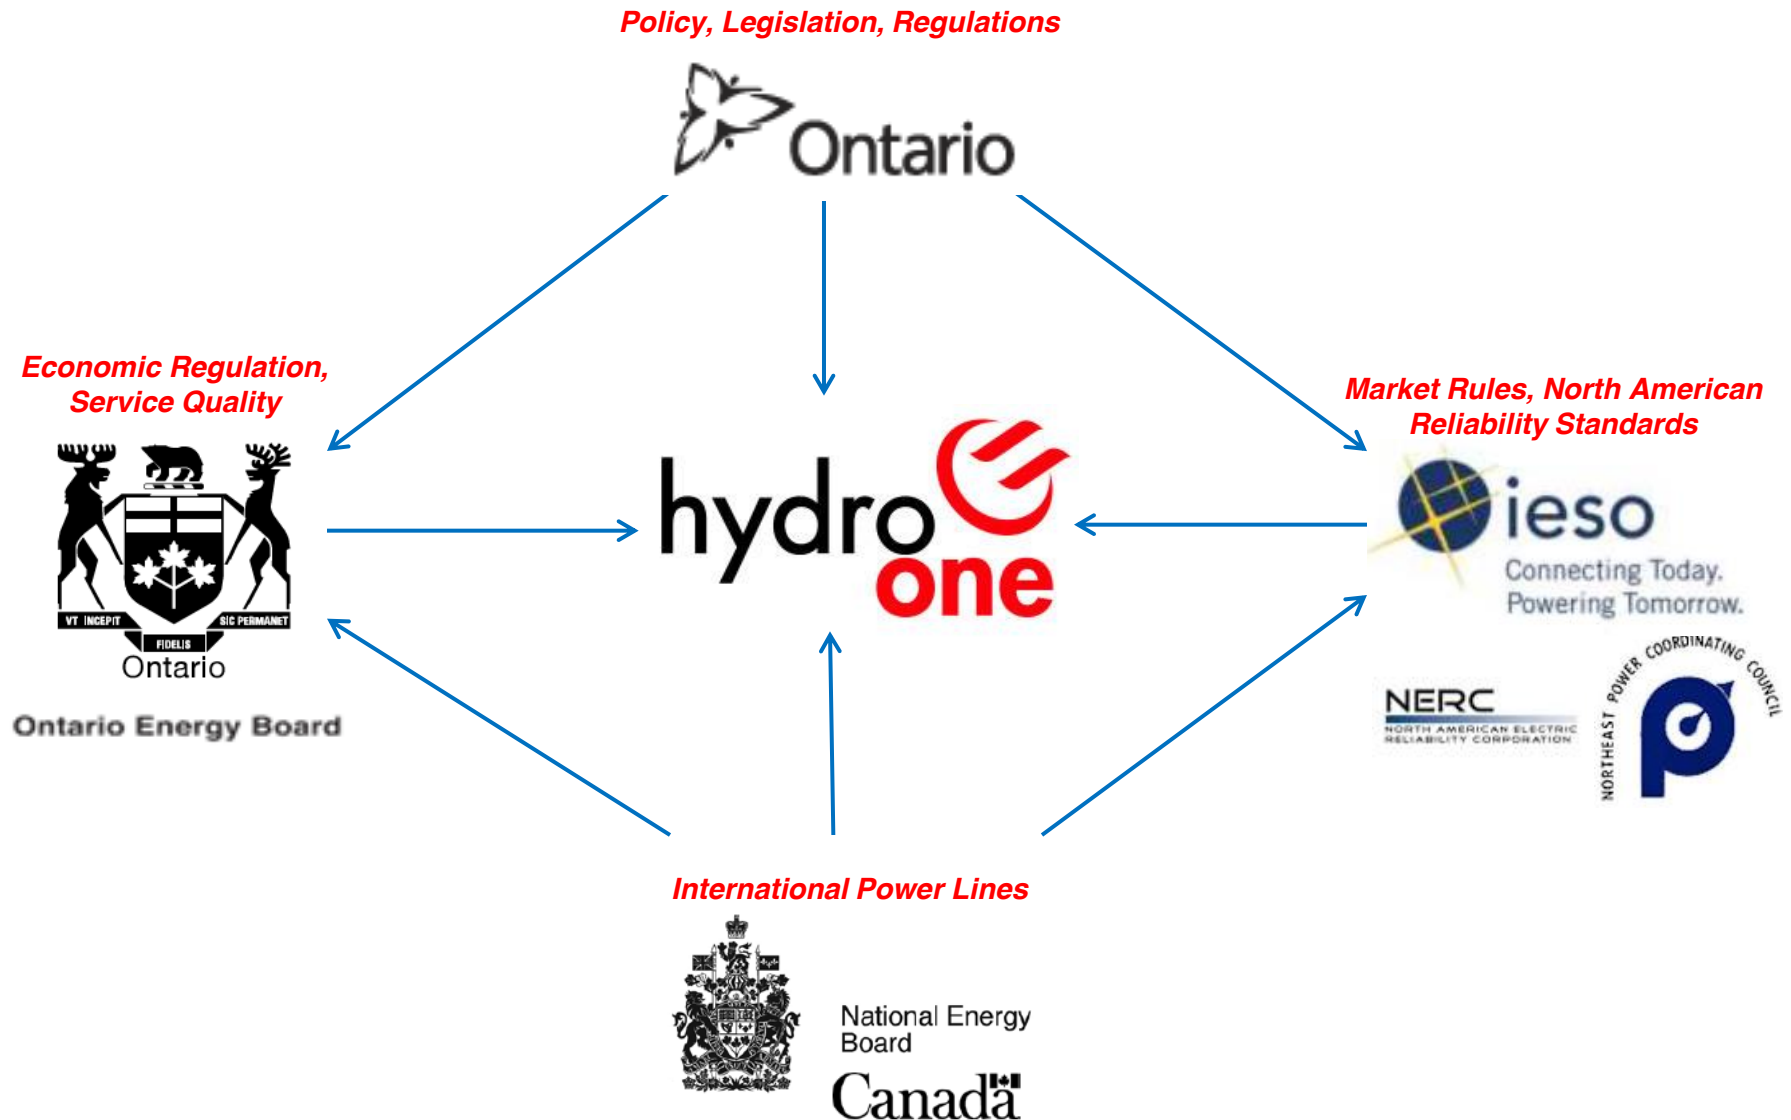 Policy, Legislation, Regulations
Ontario
Economic Regulation,
Service Quality
VT INCEPIT
SIC PERMANET
FIDELIS
Ontario
Ontario Energy Board
hydro
one
Market Rules, North American
Reliability Standards
ieso
Connecting Today.
Powering Tomorrow.
NERC
NORTH AMERICAN ELECTRIC
RELIABILITY CORPORATION
NORTHEAST POWER COORDINATING COUNCIL
International Power Lines
National Energy
Board
Canada